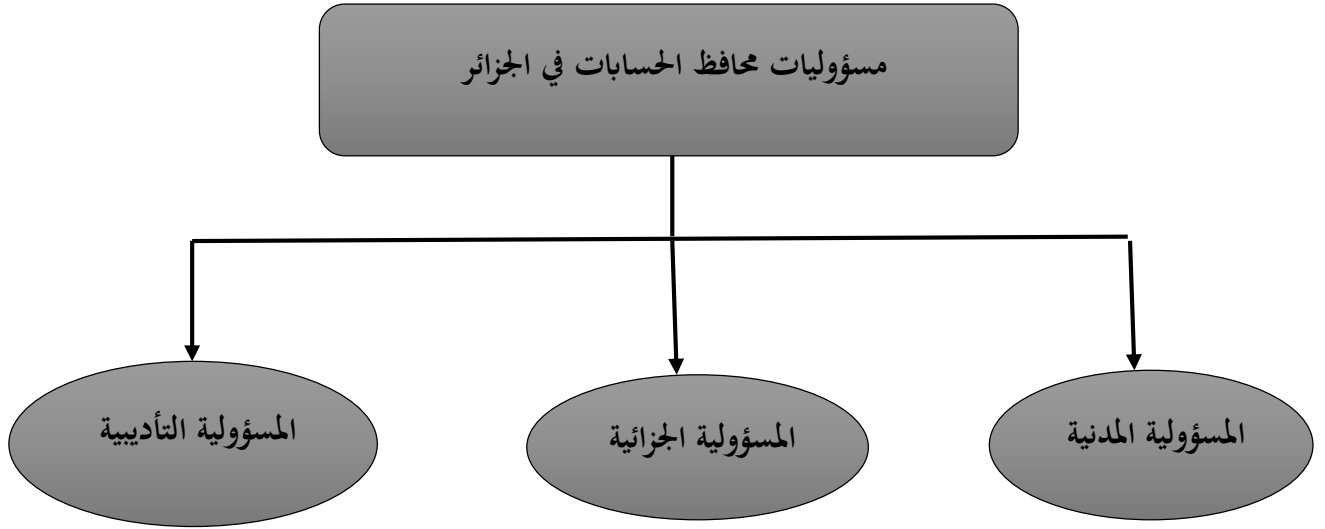 مسؤوليات محافظ الحسابات في الجزائر
المسؤولية المدنية
المسؤولية الجزائية
المسؤولية التأديبية